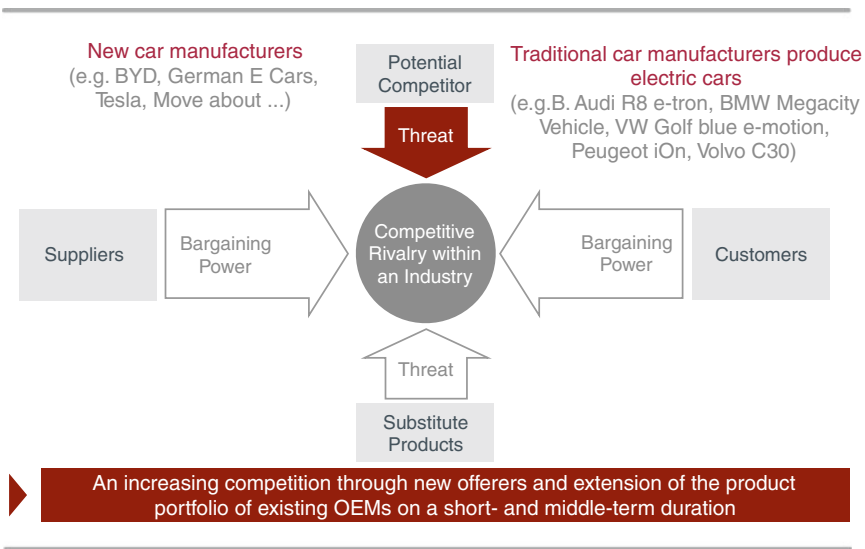 New car manufacturers
(e.g. BYD, German E Cars,
Tesla, Move about ...)
Potential
Competitor
Traditional car manufacturers produce
electric cars
(e.g.B. Audi R8 e-tron, BMW Megacity
Vehicle, VW Golf blue e-motion,
Peugeot iOn, Volvo C30)
Threat
Suppliers
Bargaining
Power
Competitive
Rivalry within
an Industry
Bargaining
Power
Customers
Threat
Substitute
Products
An increasing competition through new offerers and extension of the product
portfolio of existing OEMs on a short- and middle-term duration